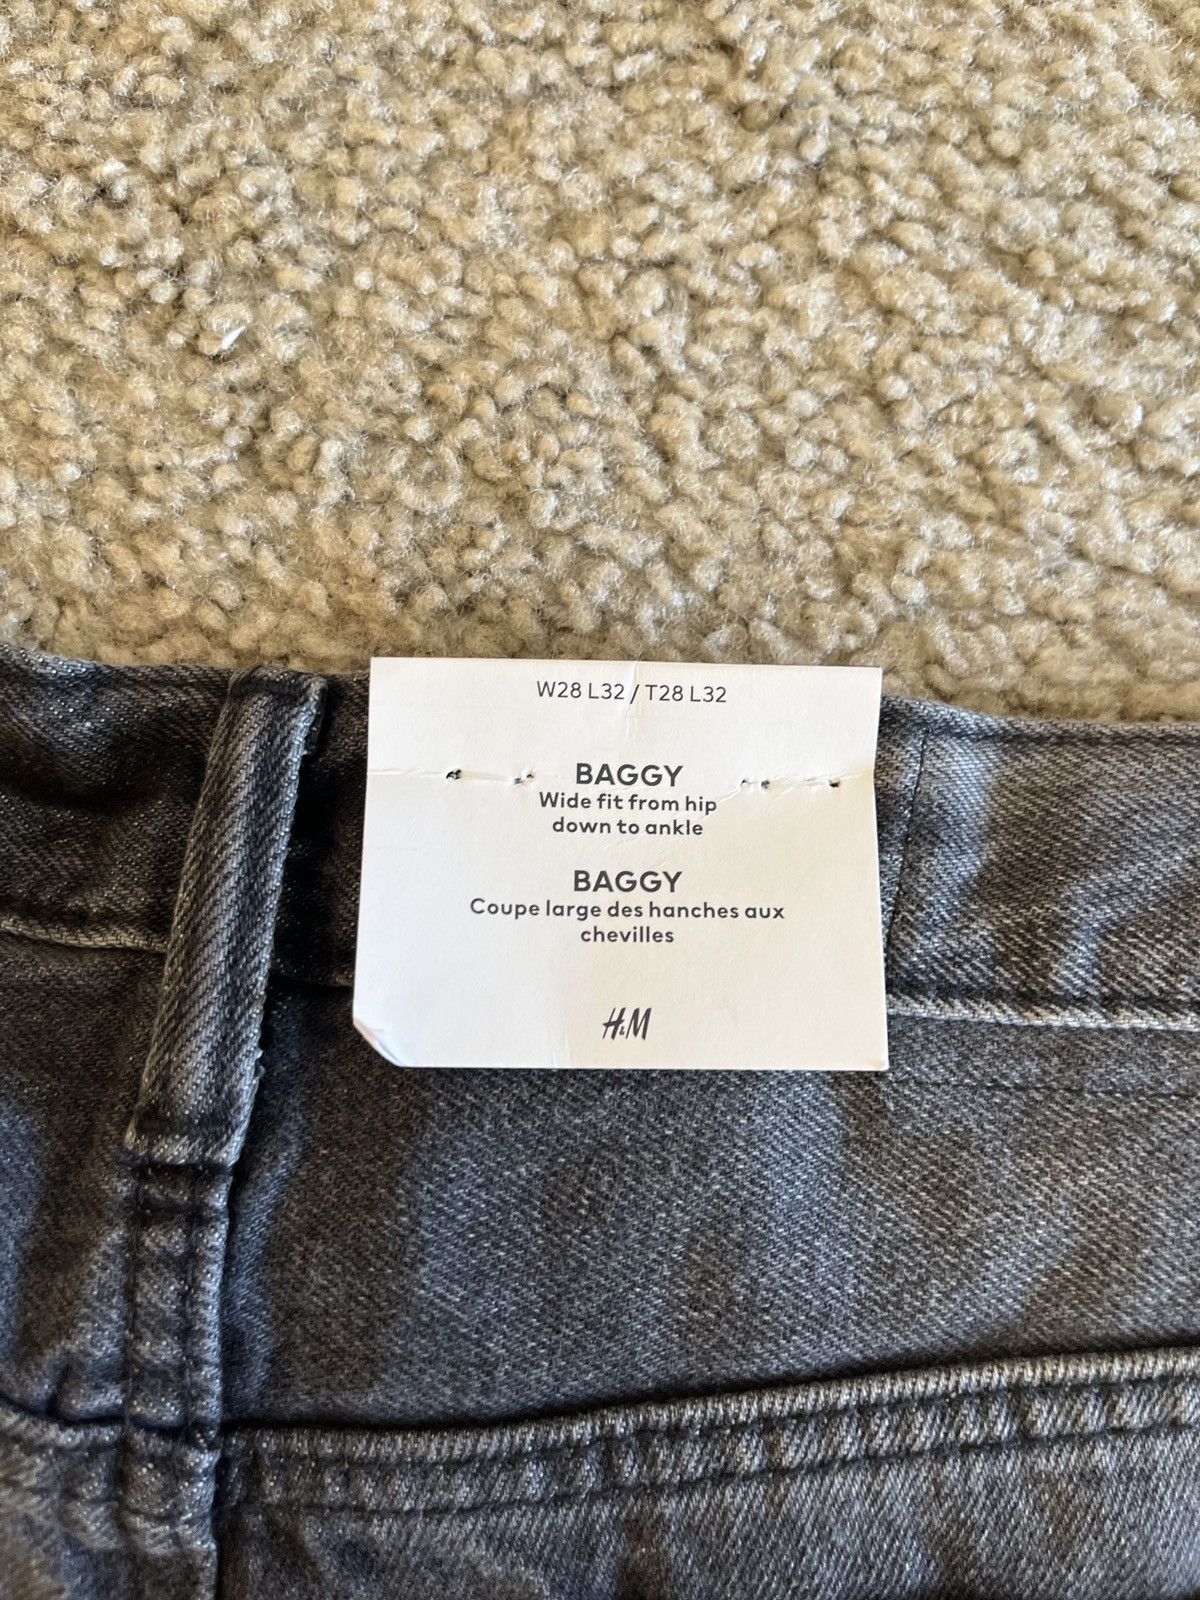 W28 L32 / T28 L32
BAGGY
Wide fit from hip
down to ankle
BAGGY
Coupe large des hanches aux
chevilles
H&M